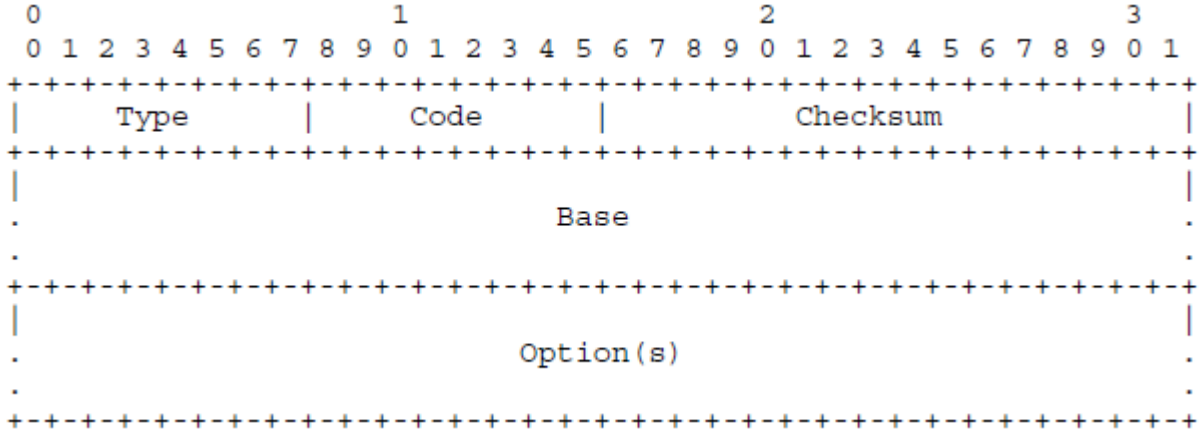 0                   1                   2                   3
0 1 2 3 4 5 6 7 8 9 0 1 2 3 4 5 6 7 8 9 0 1 2 3 4 5 6 7 8 9 0 1
+-+-+-+-+-+-+-+-+-+-+-+-+-+-+-+-+-+-+-+-+-+-+-+-+-+-+-+-+-+-+-+-+
|     Type      |     Code      |          Checksum             |
+-+-+-+-+-+-+-+-+-+-+-+-+-+-+-+-+-+-+-+-+-+-+-+-+-+-+-+-+-+-+-+-+
|                                                               |
.                             Base                              .
.                                                               .
+-+-+-+-+-+-+-+-+-+-+-+-+-+-+-+-+-+-+-+-+-+-+-+-+-+-+-+-+-+-+-+-+
|                                                               |
.                           Option(s)                           .
.                                                               .
+-+-+-+-+-+-+-+-+-+-+-+-+-+-+-+-+-+-+-+-+-+-+-+-+-+-+-+-+-+-+-+-+